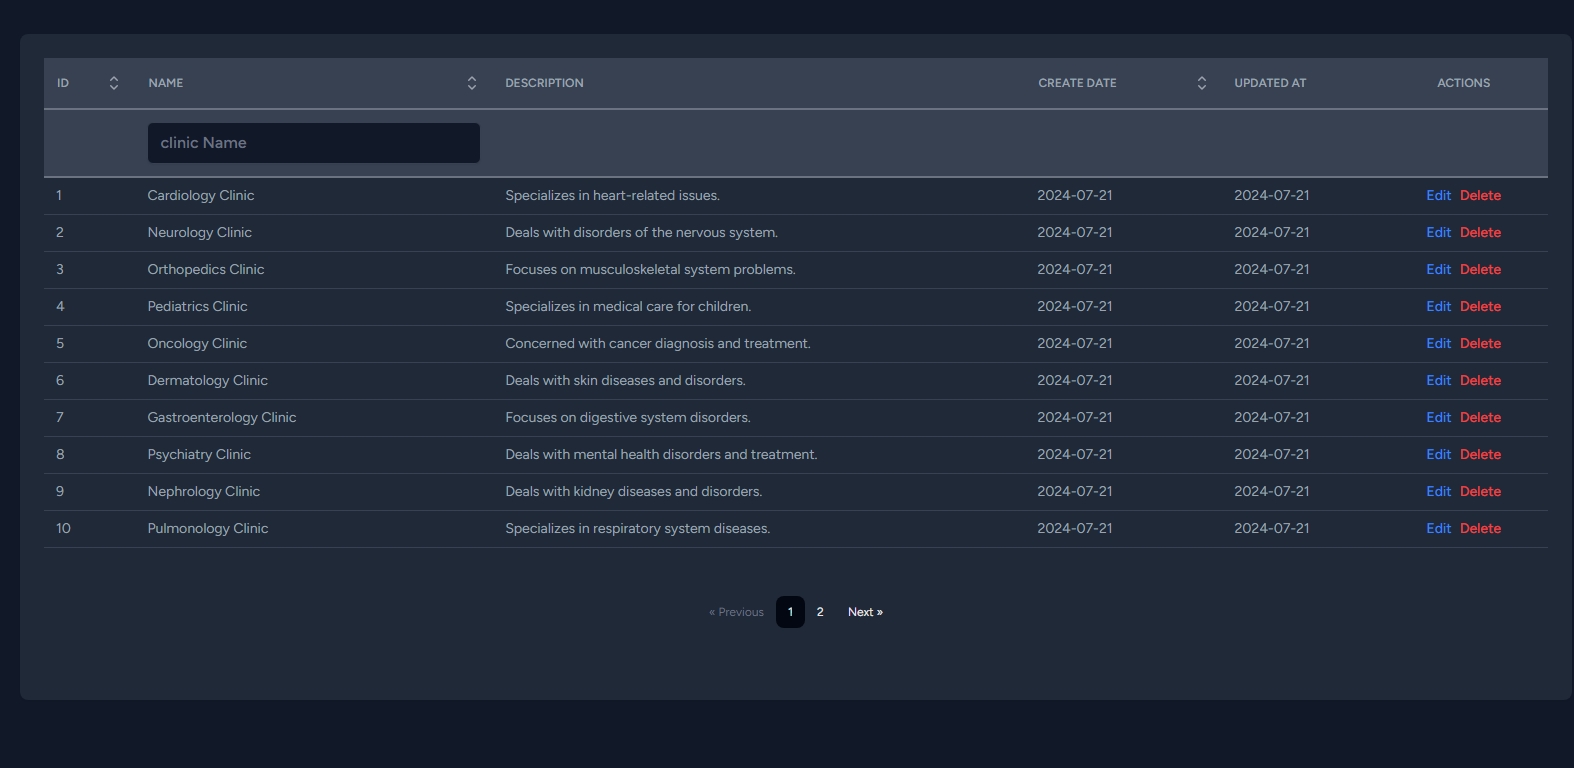 ID NAME DESCRIPTION CREATE DATE UPDATED AT ACTIONS
clinic Name
1 Cardiology Clinic Specializes in heart-related issues. 2024-07-21 2024-07-21 Edit Delete
2 Neurology Clinic Deals with disorders of the nervous system. 2024-07-21 2024-07-21 Edit Delete
3 Orthopedics Clinic Focuses on musculoskeletal system problems. 2024-07-21 2024-07-21 Edit Delete
4 Pediatrics Clinic Specializes in medical care for children. 2024-07-21 2024-07-21 Edit Delete
5 Oncology Clinic Concerned with cancer diagnosis and treatment. 2024-07-21 2024-07-21 Edit Delete
6 Dermatology Clinic Deals with skin diseases and disorders. 2024-07-21 2024-07-21 Edit Delete
7 Gastroenterology Clinic Focuses on digestive system disorders. 2024-07-21 2024-07-21 Edit Delete
8 Psychiatry Clinic Deals with mental health disorders and treatment. 2024-07-21 2024-07-21 Edit Delete
9 Nephrology Clinic Deals with kidney diseases and disorders. 2024-07-21 2024-07-21 Edit Delete
10 Pulmonology Clinic Specializes in respiratory system diseases. 2024-07-21 2024-07-21 Edit Delete
« Previous 1 2 Next »